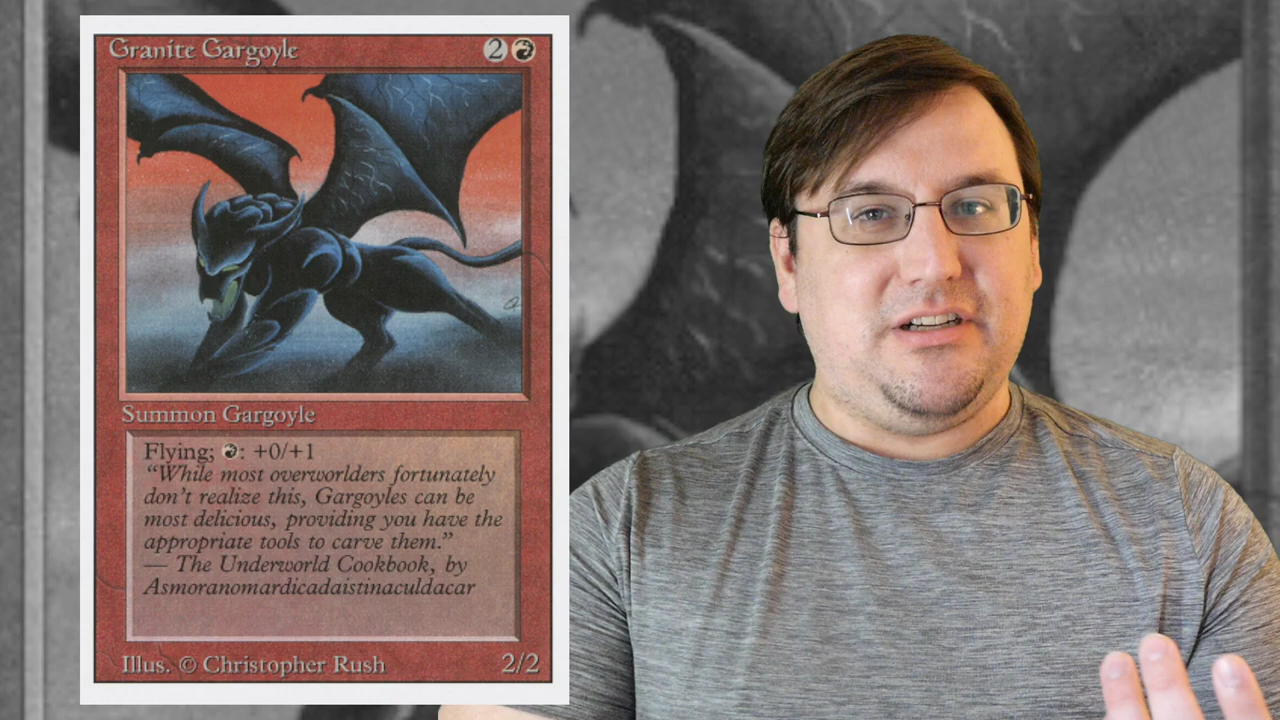 Granite Gargoyle 2
Summon Gargoyle
Flying; : +0/+1
“While most overworlders fortunately
don’t realize this, Gargoyles can be
most delicious, providing you have the
appropriate tools to carve them.”
— The Underworld Cookbook, by
Asmoranomardicadaistinaculdacar
Illus. © Christopher Rush 2/2